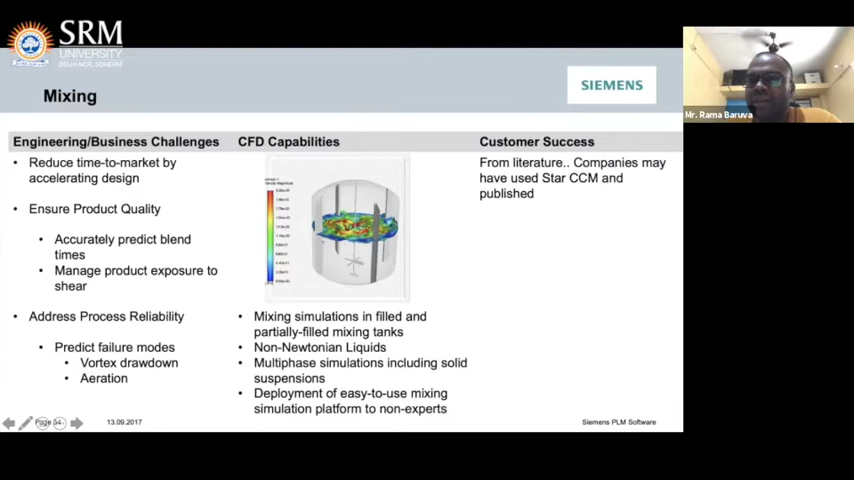 SRM
UNIVERSITY
DELHI-NCR, SONEPAT
SIEMENS
Mixing
Mr. Rama Baruva
Engineering/Business Challenges
CFD Capabilities
Customer Success
• Reduce time-to-market by
accelerating design
• Ensure Product Quality
• Accurately predict blend
times
• Manage product exposure to
shear
• Address Process Reliability
• Predict failure modes
• Vortex drawdown
• Aeration
• Mixing simulations in filled and
partially-filled mixing tanks
• Non-Newtonian Liquids
• Multiphase simulations including solid
suspensions
• Deployment of easy-to-use mixing
simulation platform to non-experts
From literature.. Companies may
have used Star CCM and
published
Page 34
13.09.2017
Siemens PLM Software